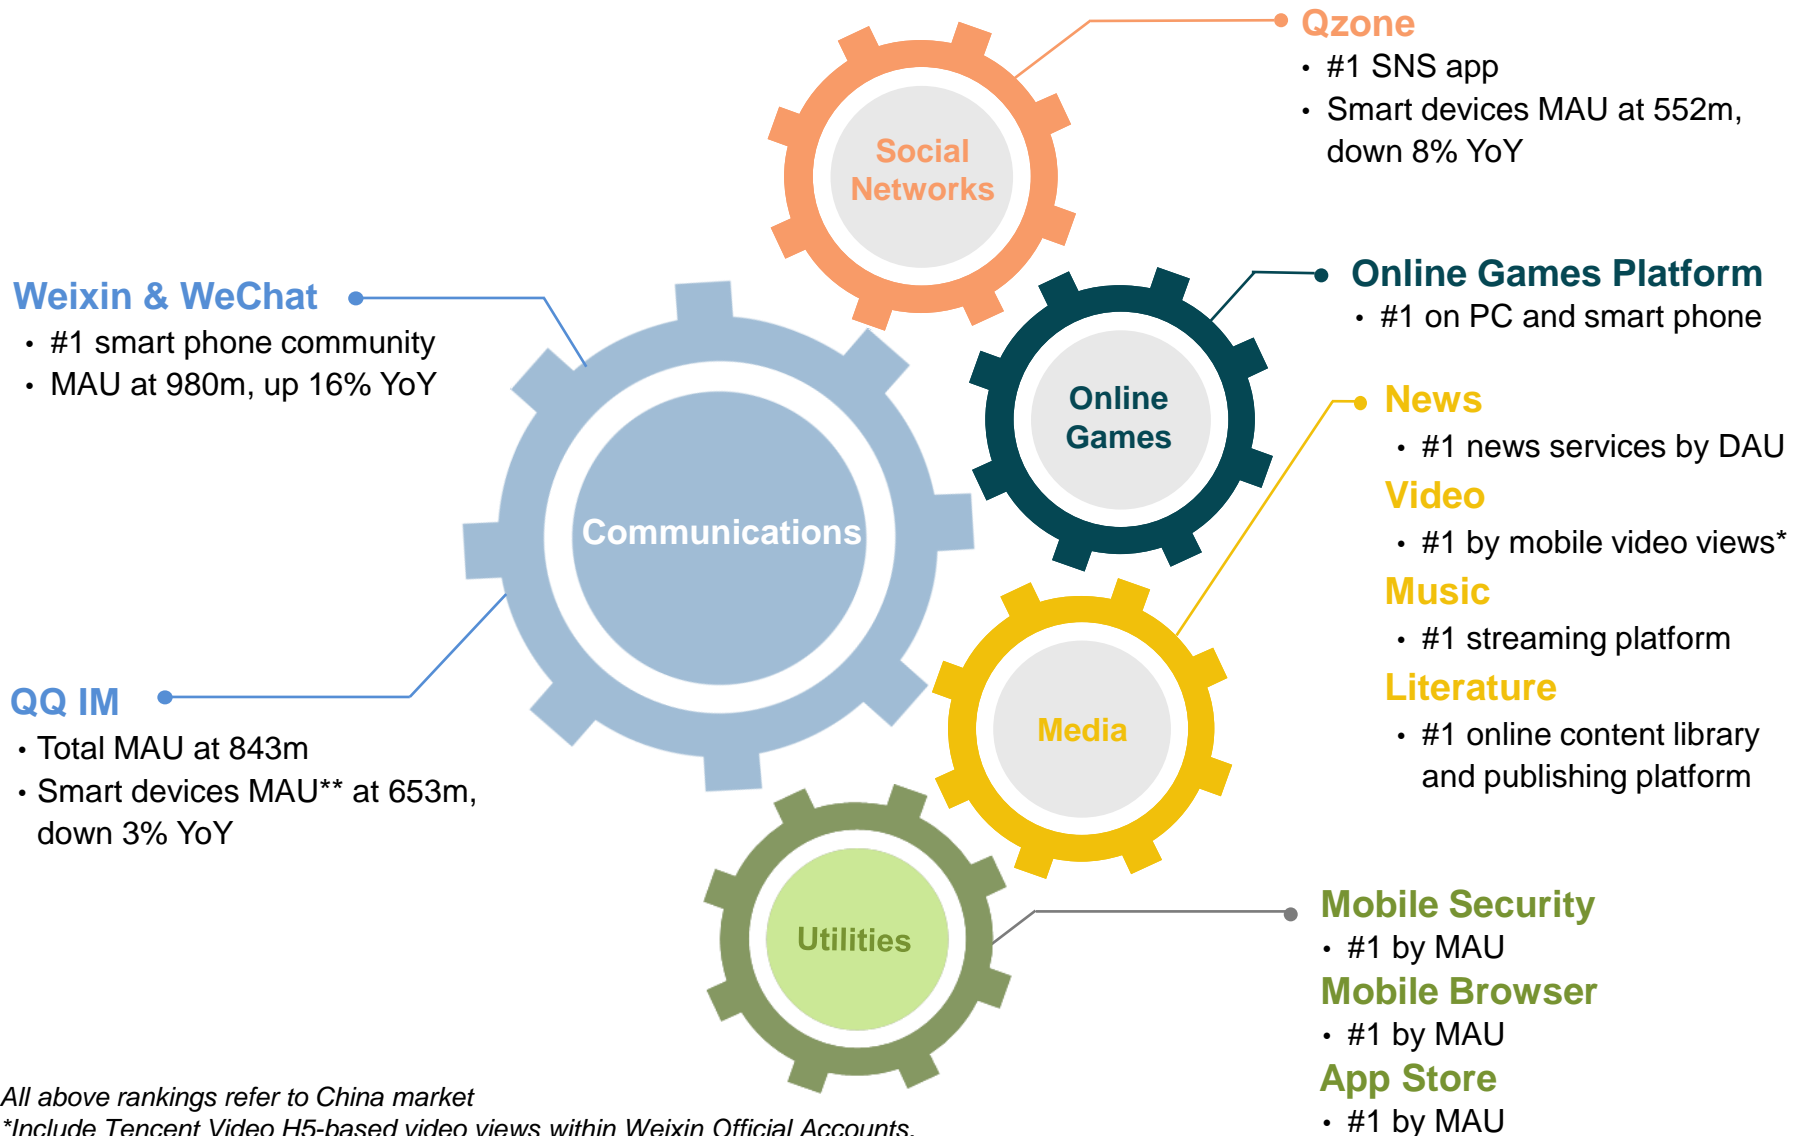 Qzone
• #1 SNS app
• Smart devices MAU at 552m,
down 8% YoY
Social
Networks
Weixin & WeChat
• #1 smart phone community
• MAU at 980m, up 16% YoY
Online Games Platform
• #1 on PC and smart phone
Online
Games
News
• #1 news services by DAU
Video
• #1 by mobile video views*
Music
• #1 streaming platform
Literature
• #1 online content library
and publishing platform
Communications
QQ IM
• Total MAU at 843m
• Smart devices MAU** at 653m,
down 3% YoY
Media
Utilities
Mobile Security
• #1 by MAU
Mobile Browser
• #1 by MAU
App Store
• #1 by MAU
All above rankings refer to China market
*Include Tencent Video H5-based video views within Weixin Official Accounts.